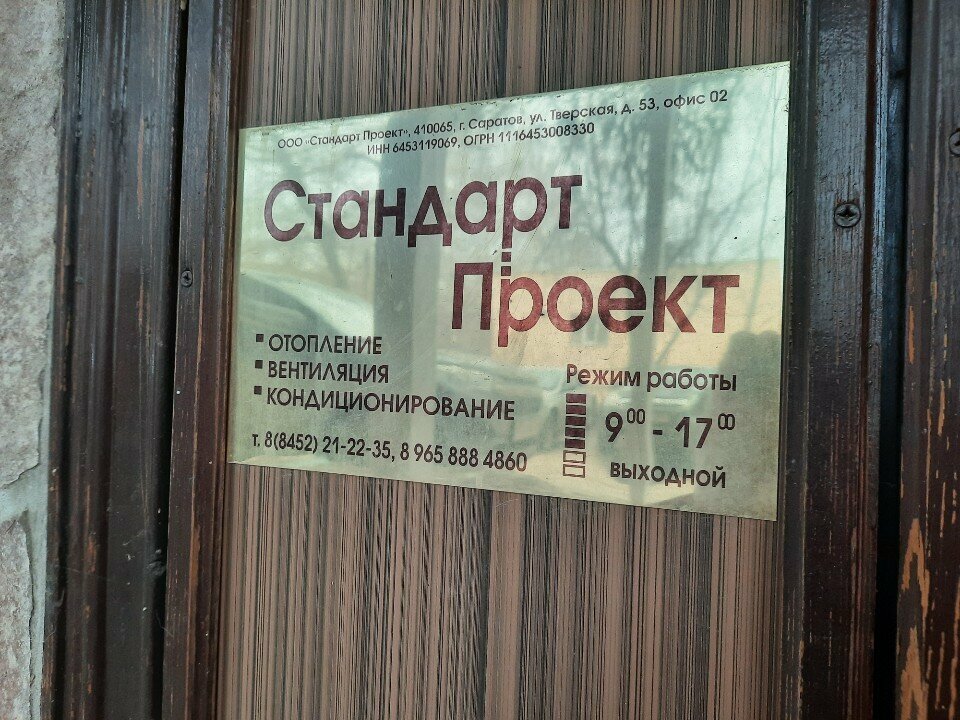 ООО «Стандарт Проект», 410065, г. Саратов, ул. Тверская, д. 53, офис 02
ИНН 6453119069, ОГРН 1116453008330
Стандарт
Проект
▪ ОТОПЛЕНИЕ
▪ ВЕНТИЛЯЦИЯ
▪ КОНДИЦИОНИРОВАНИЕ
т. 8(8452) 21-22-35, 8 965 888 4860
Режим работы
9⁰⁰ - 17⁰⁰
выходной